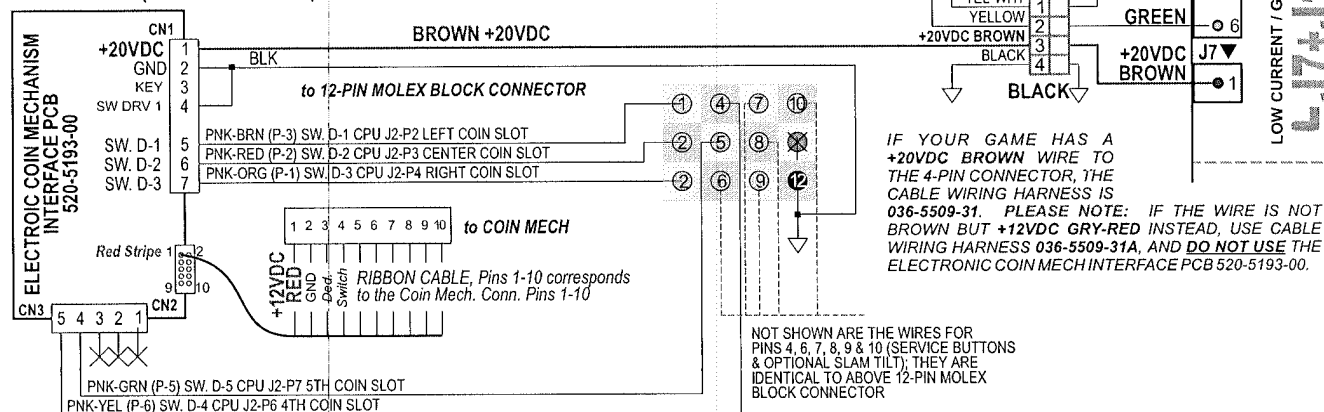 CN1
+20VDC 1
GND 2
KEY 3
SW DRV 1 4
SW. D-1 5
SW. D-2 6
SW. D-3 7
ELECTROIC COIN MECHANISM
INTERFACE PCB
520-5193-00
BROWN +20VDC
BLK
to 12-PIN MOLEX BLOCK CONNECTOR
PNK-BRN (P-3) SW. D-1 CPU J2-P2 LEFT COIN SLOT
PNK-RED (P-2) SW. D-2 CPU J2-P3 CENTER COIN SLOT
PNK-ORG (P-1) SW. D-3 CPU J2-P4 RIGHT COIN SLOT
1 4 7 10
2 5 8
2 6 9 12
Red Stripe 1 2
9 10
CN2
CN3
5 4 3 2 1
1 2 3 4 5 6 7 8 9 10
to COIN MECH
+12VDC
RED
GND
Ded.
Switch
RIBBON CABLE, Pins 1-10 corresponds
to the Coin Mech. Conn. Pins 1-10
PNK-GRN (P-5) SW. D-5 CPU J2-P7 5TH COIN SLOT
PNK-YEL (P-6) SW. D-4 CPU J2-P6 4TH COIN SLOT
NOT SHOWN ARE THE WIRES FOR
PINS 4, 6, 7, 8, 9 & 10 (SERVICE BUTTONS
& OPTIONAL SLAM TILT); THEY ARE
IDENTICAL TO ABOVE 12-PIN MOLEX
BLOCK CONNECTOR
YEL-WHT 1
YELLOW 2
+20VDC BROWN 3
BLACK 4
BLACK
GREEN
6
+20VDC
BROWN
J7▼
1
LOW CURRENT / G
IF YOUR GAME HAS A
+20VDC BROWN WIRE TO
THE 4-PIN CONNECTOR, THE
CABLE WIRING HARNESS IS
036-5509-31. PLEASE NOTE: IF THE WIRE IS NOT
BROWN BUT +12VDC GRY-RED INSTEAD, USE CABLE
WIRING HARNESS 036-5509-31A, AND DO NOT USE THE
ELECTRONIC COIN MECH INTERFACE PCB 520-5193-00.